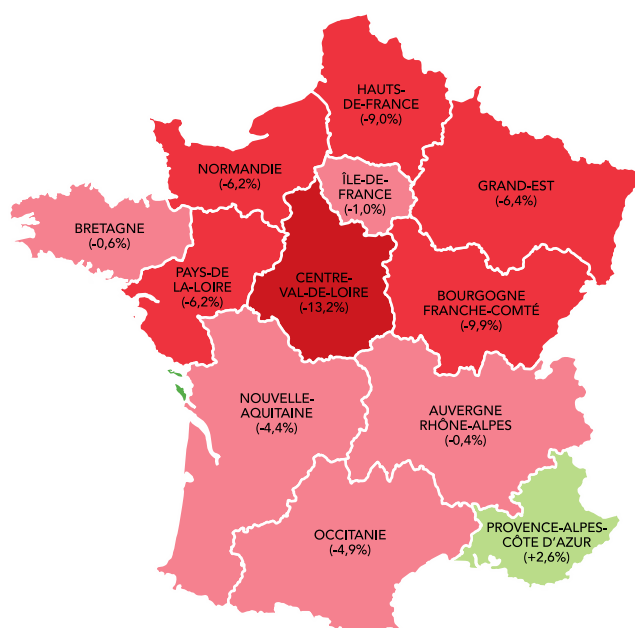 HAUTS-
DE-FRANCE
(-9,0%)
NORMANDIE
(-6,2%)
ÎLE-DE-
FRANCE
(-1,0%)
GRAND-EST
(-6,4%)
BRETAGNE
(-0,6%)
PAYS-DE
LA-LOIRE
(-6,2%)
CENTRE-
VAL-DE-LOIRE
(-13,2%)
BOURGOGNE
FRANCHE-COMTÉ
(-9,9%)
NOUVELLE-
AQUITAINE
(-4,4%)
AUVERGNE
RHÔNE-ALPES
(-0,4%)
OCCITANIE
(-4,9%)
PROVENCE-ALPES-
CÔTE D'AZUR
(+2,6%)